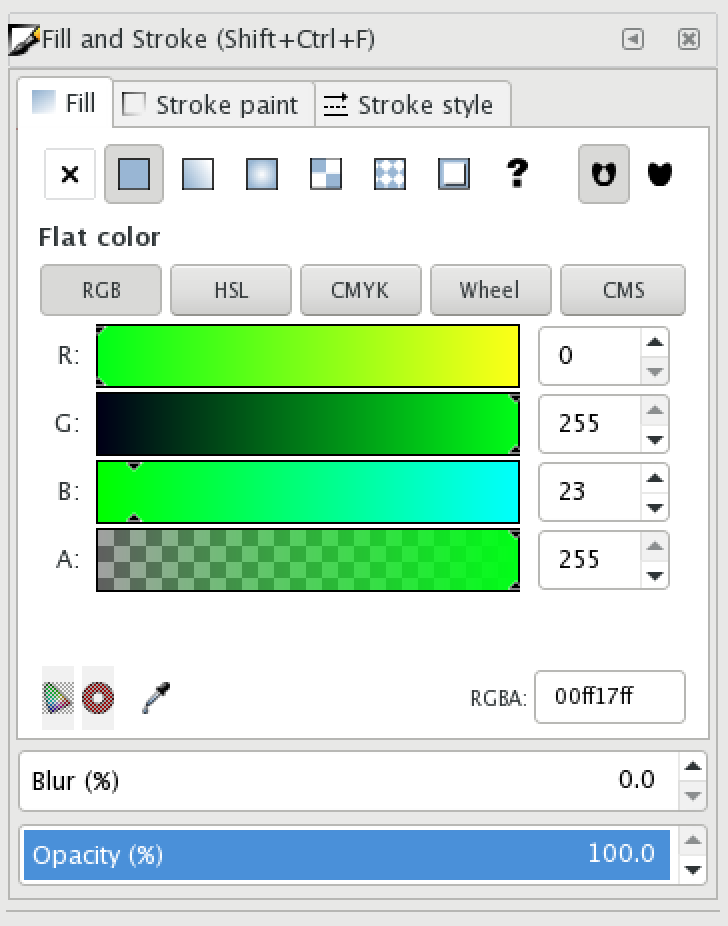 Fill and Stroke (Shift+Ctrl+F)
Fill Stroke paint Stroke style
?
Flat color
RGB HSL CMYK Wheel CMS
R: 0
G: 255
B: 23
A: 255
RGBA: 00ff17ff
Blur (%) 0.0
Opacity (%) 100.0